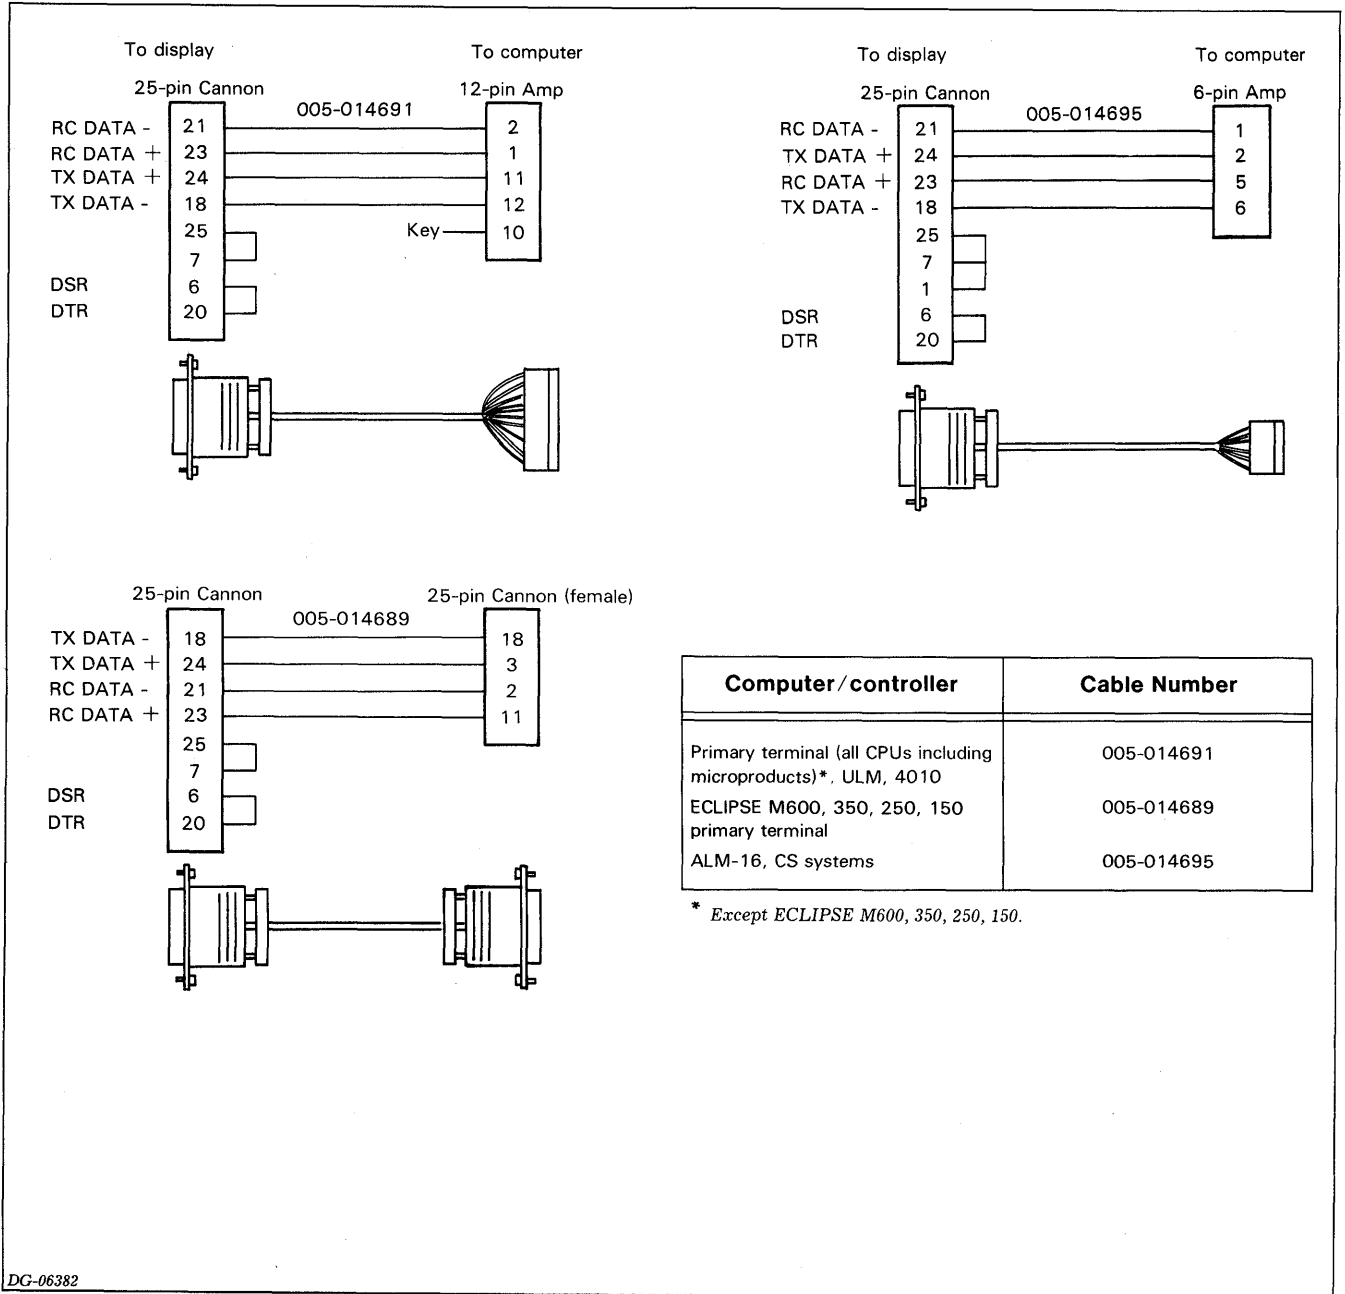 To display To computer
25-pin Cannon 12-pin Amp
005-014691
RC DATA - 21 2
RC DATA + 23 1
TX DATA + 24 11
TX DATA - 18 12
25 Key 10
7
DSR 6
DTR 20
To display To computer
25-pin Cannon 6-pin Amp
005-014695
RC DATA - 21 1
TX DATA + 24 2
RC DATA + 23 5
TX DATA - 18 6
25
7
1
DSR 6
DTR 20
25-pin Cannon 25-pin Cannon (female)
005-014689
TX DATA - 18 18
TX DATA + 24 3
RC DATA - 21 2
RC DATA + 23 11
25
7
DSR 6
DTR 20
Computer/controller Cable Number
Primary terminal (all CPUs including 005-014691
microproducts)*, ULM, 4010
ECLIPSE M600, 350, 250, 150 005-014689
primary terminal
ALM-16, CS systems 005-014695
* Except ECLIPSE M600, 350, 250, 150.
DG-06382